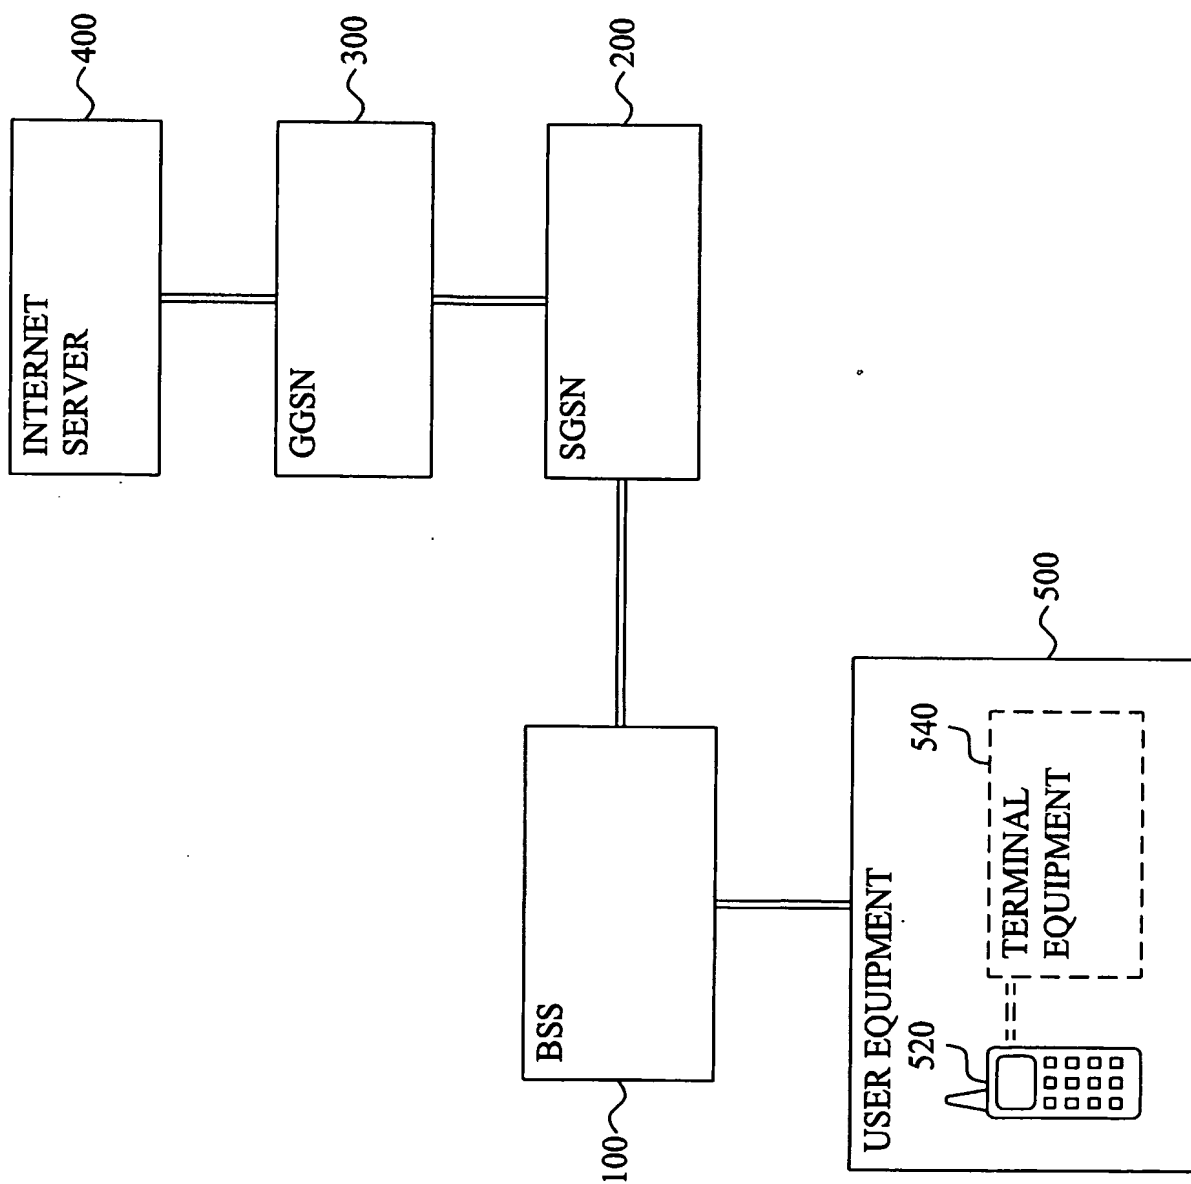 INTERNET
SERVER
400
GGSN
300
SGSN
200
BSS
100
USER EQUIPMENT
500
520
540
TERMINAL
EQUIPMENT